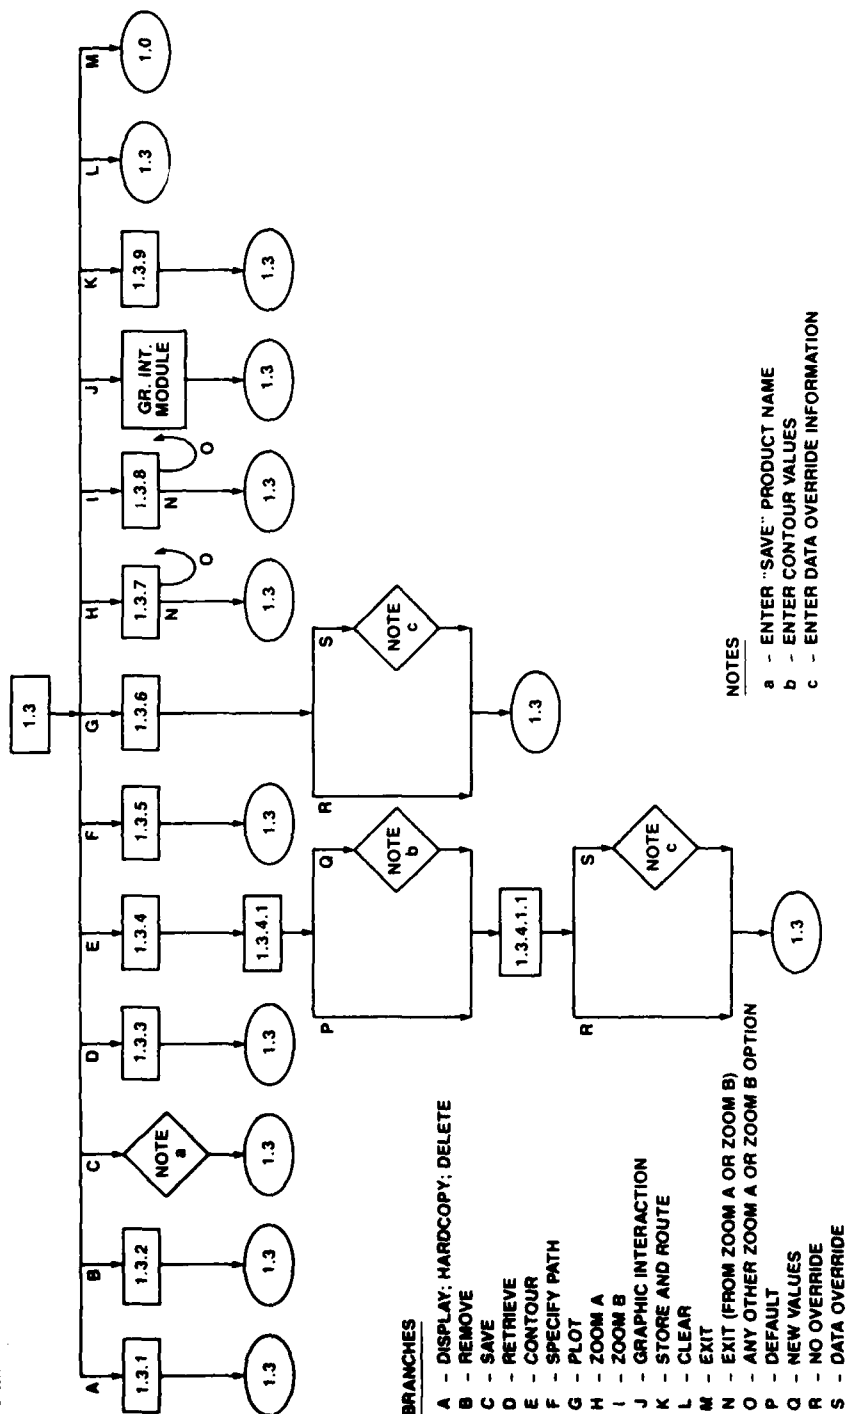 1.3
A
B
C
D
E
F
G
H
I
J
K
L
M
1.3.1
1.3.2
NOTE
a
1.3.3
1.3.4
1.3.5
1.3.6
1.3.7
1.3.8
GR. INT.
MODULE
1.3.9
1.3
1.0
N
O
N
O
1.3
1.3
1.3
1.3
1.3.4.1
1.3
1.3
1.3
1.3
1.3
P
Q
NOTE
b
R
S
NOTE
c
1.3.4.1.1
1.3
R
S
NOTE
c
1.3
BRANCHES
A - DISPLAY; HARDCOPY; DELETE
B - REMOVE
C - SAVE
D - RETRIEVE
E - CONTOUR
F - SPECIFY PATH
G - PLOT
H - ZOOM A
I - ZOOM B
J - GRAPHIC INTERACTION
K - STORE AND ROUTE
L - CLEAR
M - EXIT
N - EXIT (FROM ZOOM A OR ZOOM B)
O - ANY OTHER ZOOM A OR ZOOM B OPTION
P - DEFAULT
Q - NEW VALUES
R - NO OVERRIDE
S - DATA OVERRIDE
NOTES
a - ENTER "SAVE" PRODUCT NAME
b - ENTER CONTOUR VALUES
c - ENTER DATA OVERRIDE INFORMATION